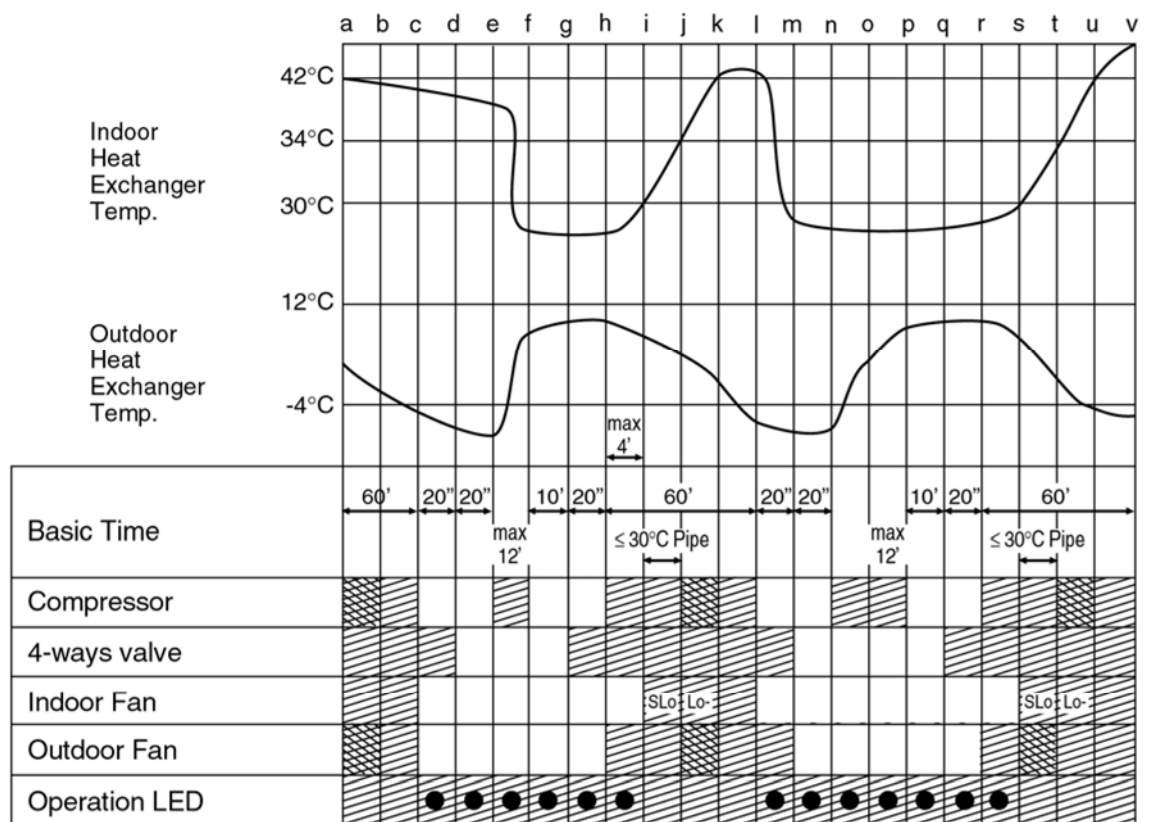 a b c d e f g h i j k l m n o p q r s t u v
42°C
Indoor
Heat
Exchanger
Temp.
34°C
30°C
12°C
Outdoor
Heat
Exchanger
Temp.
-4°C
max
4’
Basic Time
60’ 20” 20” 10’ 20” 60’ 20” 20” 10’ 20” 60’
max
12’
≤ 30°C Pipe
max
12’
≤ 30°C Pipe
Compressor
4-ways valve
Indoor Fan SLo Lo- SLo Lo-
Outdoor Fan
Operation LED